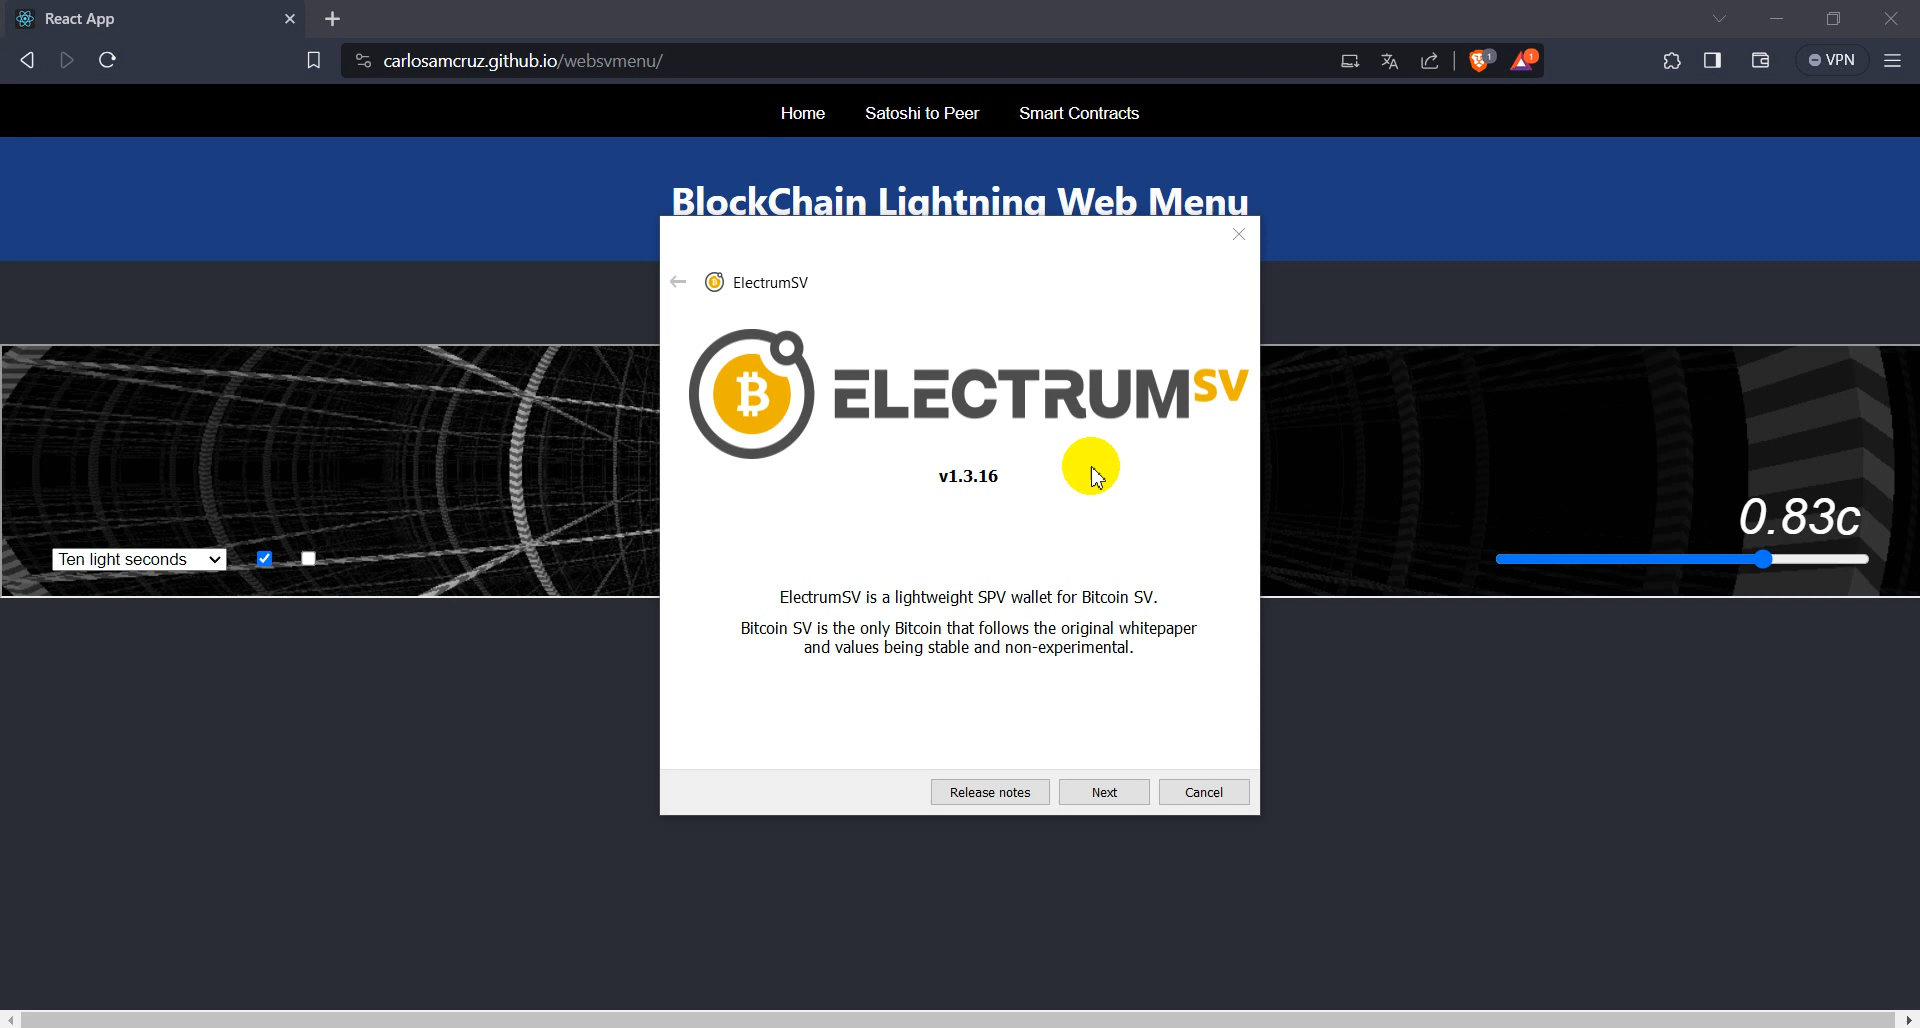 React App
carlosamcruz.github.io/websvmenu/
1
1
VPN
Home
Satoshi to Peer
Smart Contracts
BlockChain Lightning Web Menu
ElectrumSV
ELECTRUMSV
v1.3.16
ElectrumSV is a lightweight SPV wallet for Bitcoin SV.
Bitcoin SV is the only Bitcoin that follows the original whitepaper
and values being stable and non-experimental.
0.83c
Ten light seconds
Release notes
Next
Cancel